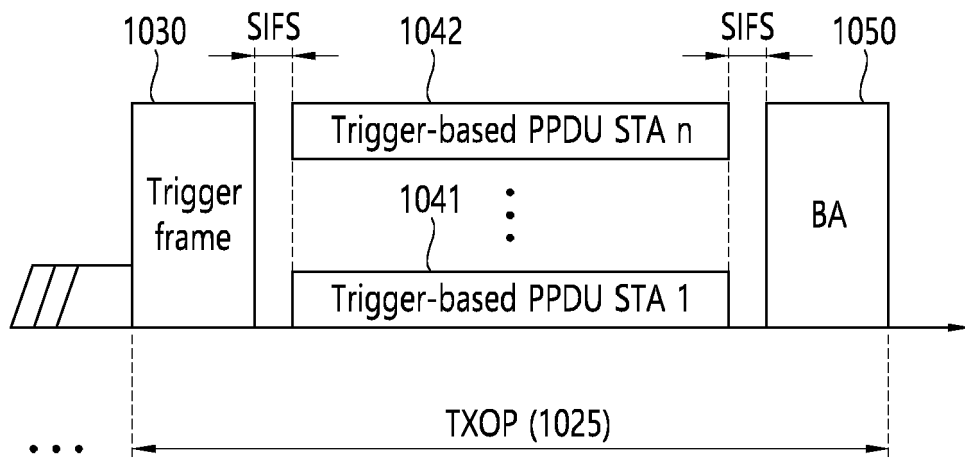 1030
SIFS
1042
SIFS
1050
Trigger-based PPDU STA n
Trigger
frame
1041
BA
Trigger-based PPDU STA 1
TXOP (1025)